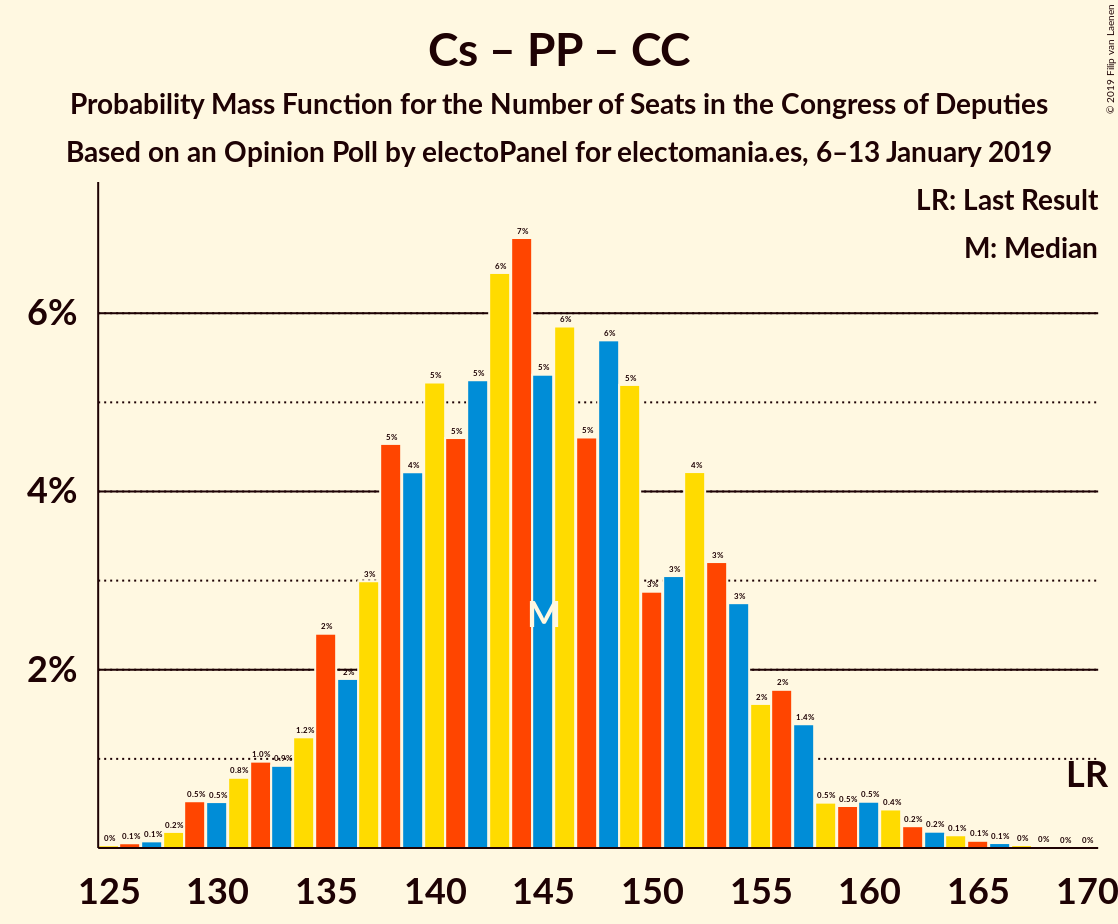 Cs – PP – CC
Probability Mass Function for the Number of Seats in the Congress of Deputies
Based on an Opinion Poll by electoPanel for electomania.es, 6–13 January 2019
© 2019 Filip van Laenen
LR: Last Result
M: Median
6%
4%
2%
0% 0.1% 0.1% 0.2% 0.5% 0.5% 0.8% 1.0% 0.9% 1.2% 2% 2% 3% 5% 4% 5% 5% 5% 6% 7% 5% 6% 5% 6% 5% 3% 3% 4% 3% 3% 2% 2% 1.4% 0.5% 0.5% 0.5% 0.4% 0.2% 0.2% 0.1% 0.1% 0.1% 0% 0% 0% 0%
M
LR
125 130 135 140 145 150 155 160 165 170